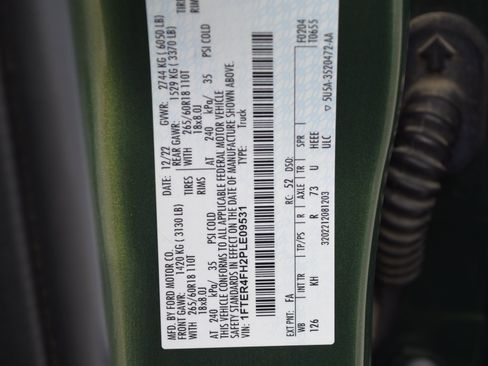 MFD. BY FORD MOTOR CO.
DATE: 12/22 GVWR: 2744 KG (6050 LB)
FRONT GAWR: 1420 KG (3130 LB) REAR GAWR: 1529 KG (3370 LB)
WITH 265/60R18 110T TIRES WITH 265/60R18 110T TIRES
18x8.0J RIMS 18x8.0J RIMS
AT 240 kPa/ 35 PSI COLD AT 240 kPa/ 35 PSI COLD
THIS VEHICLE CONFORMS TO ALL APPLICABLE FEDERAL MOTOR VEHICLE
SAFETY STANDARDS IN EFFECT ON THE DATE OF MANUFACTURE SHOWN ABOVE.
VIN: 1FTER4FH2PLE09531 TYPE: Truck
F0204
T0655
EXT PNT: FA RC: 52 DSO:
WB INT TR TP/PS R AXLE TR SPR
126 KH R 73 U HEEE
ULC
3202212081203
▽ 5U5A-3520472-AA